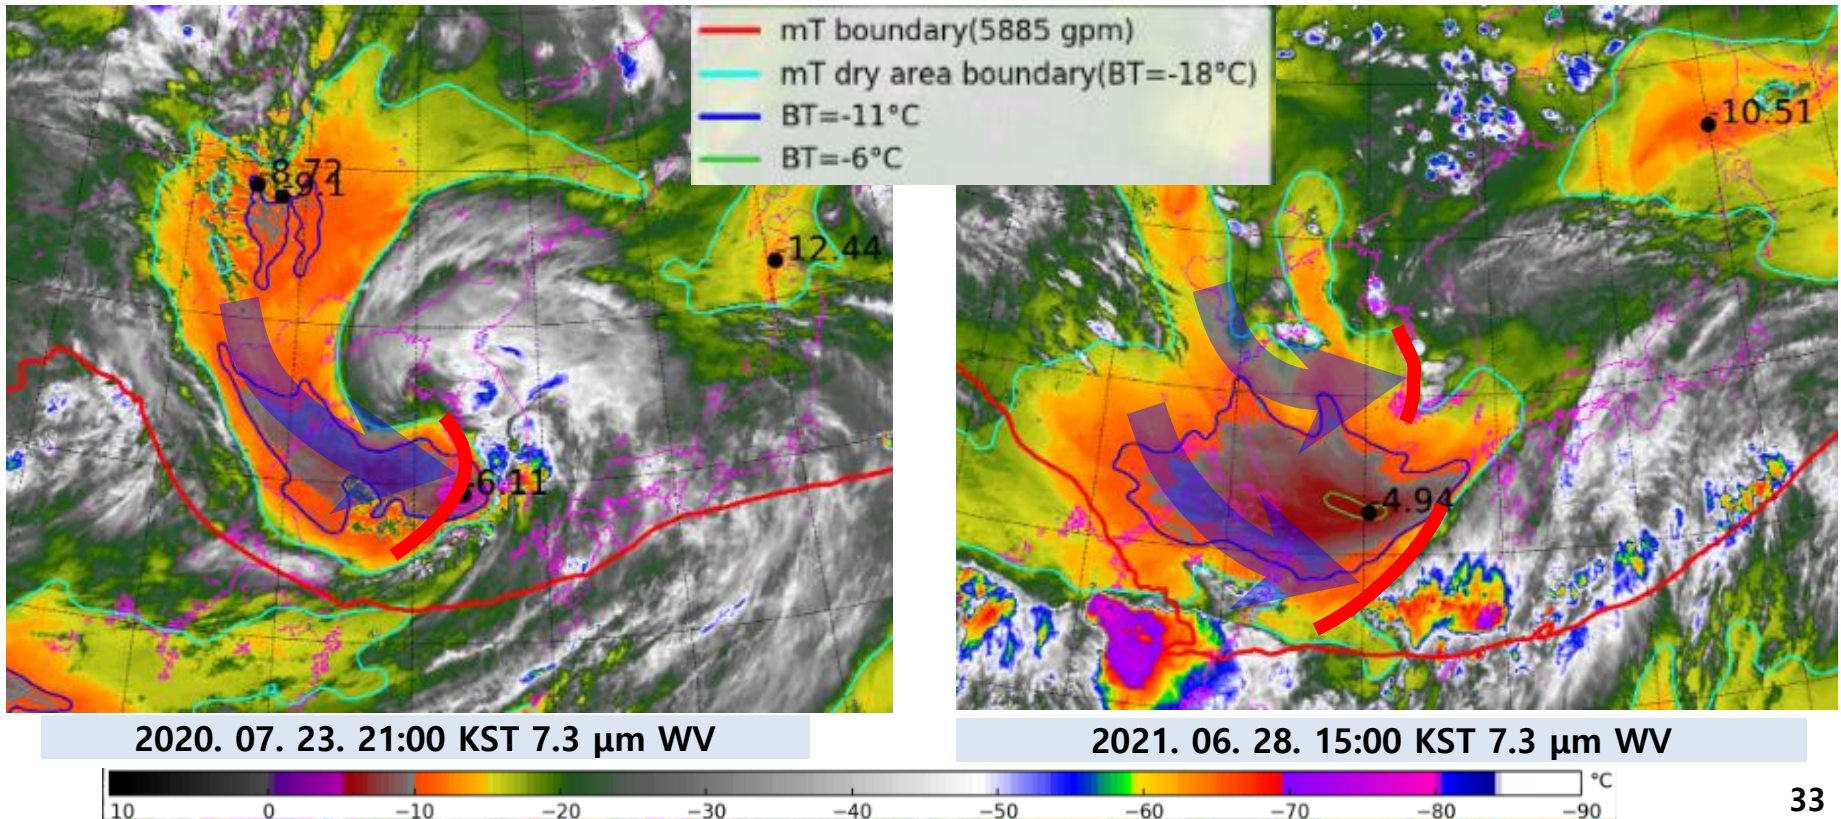 mT boundary(5885 gpm)
mT dry area boundary(BT=-18°C)
BT=-11°C
BT=-6°C
-10.51
8.72
-9.1
-12.44
-6.11
-4.94
2020. 07. 23. 21:00 KST 7.3 μm WV
2021. 06. 28. 15:00 KST 7.3 μm WV
°C
10 0 −10 −20 −30 −40 −50 −60 −70 −80 −90
33